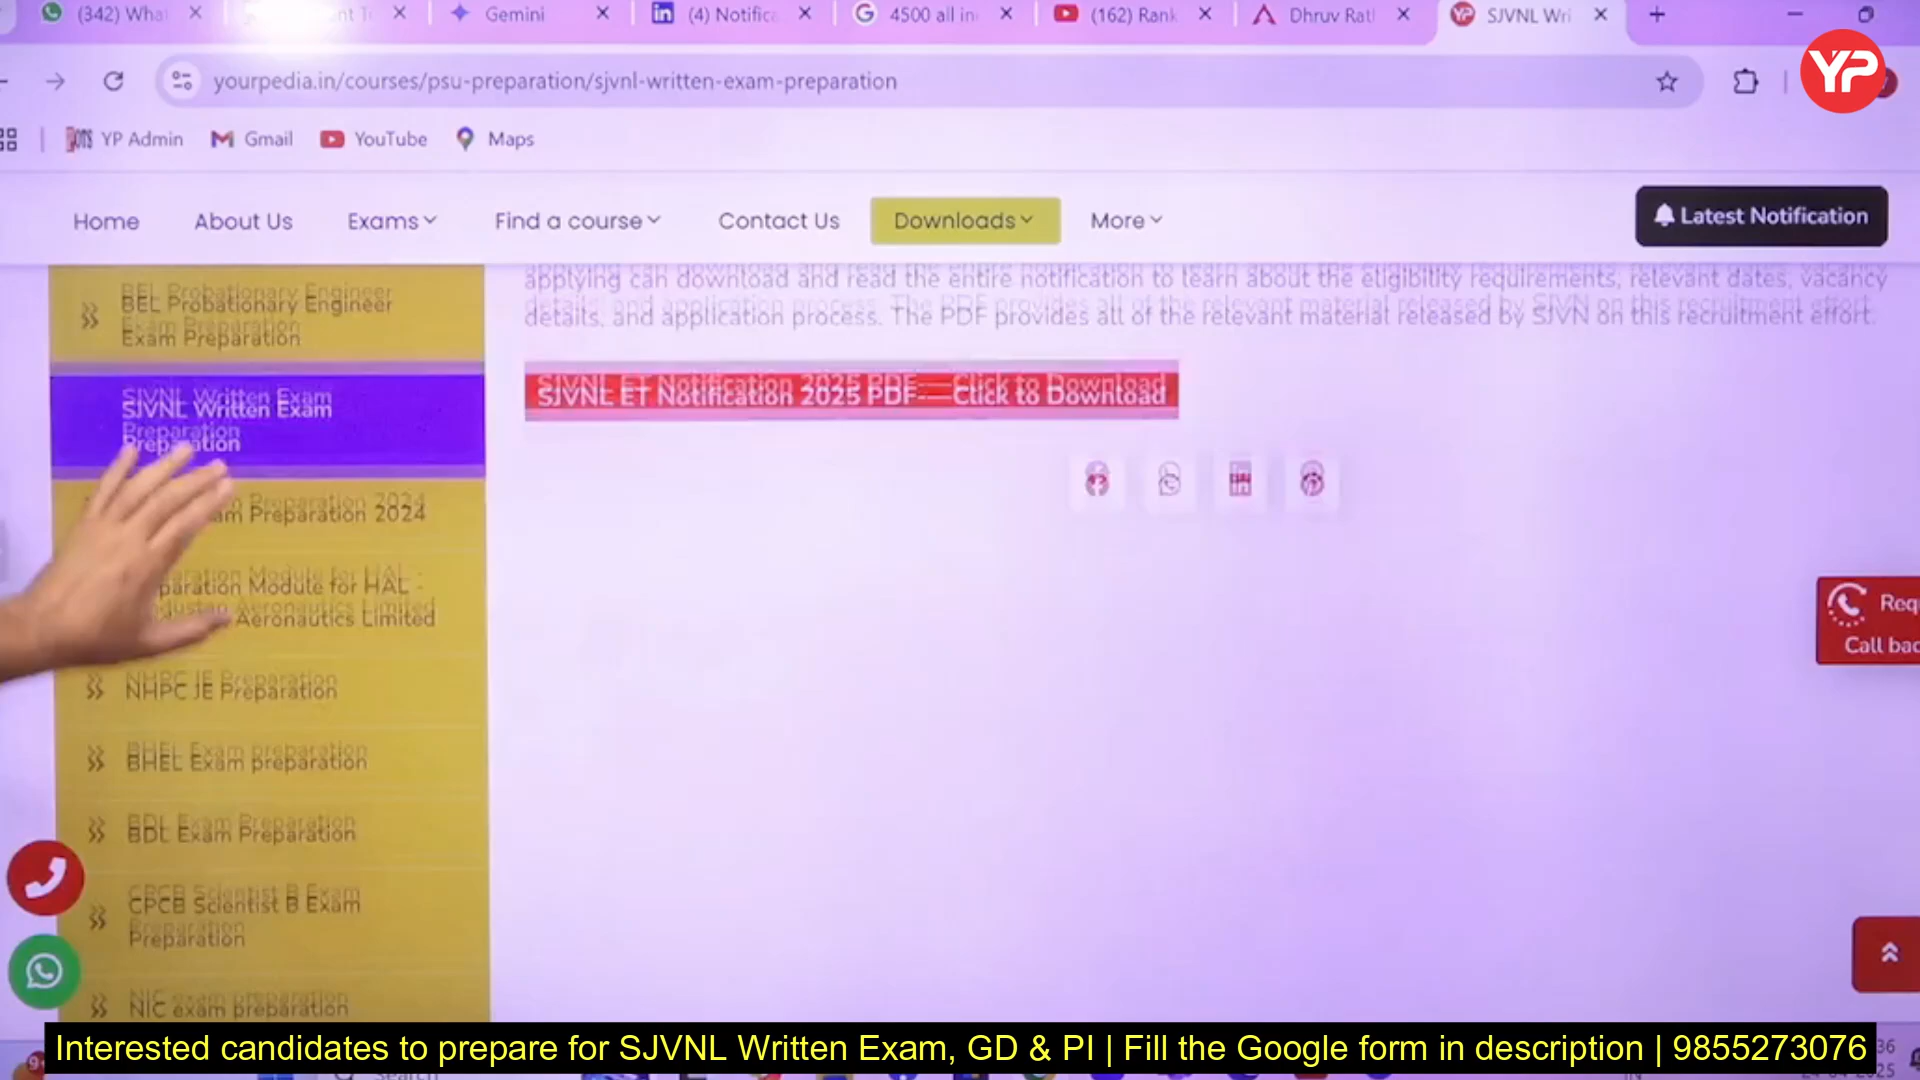 (342) Wha
Gemini
(4) Notific
4500 all in
(162) Rank
Dhruv Rat
SJVNL Wri
YP
yourpedia.in/courses/psu-preparation/sjvnl-written-exam-preparation
YP Admin
Gmail
YouTube
Maps
Home
About Us
Exams
Find a course
Contact Us
Downloads
More
Latest Notification
BEL Probationary Engineer
Exam Preparation
SJVNL Written Exam
Preparation
am Preparation 2024
paration Module for HAL -
Aeronautics Limited
NHPC JE Preparation
BHEL Exam preparation
BDL Exam Preparation
CPCB Scientist B Exam
Preparation
NIC exam preparation
applying can download and read the entire notification to learn about the eligibility requirements, relevant dates, vacancy
details, and application process. The PDF provides all of the relevant material released by SJVN on this recruitment effort.
SJVNL ET Notification 2025 PDF—Click to Download
Req
Call bac
Interested candidates to prepare for SJVNL Written Exam, GD & PI | Fill the Google form in description | 9855273076